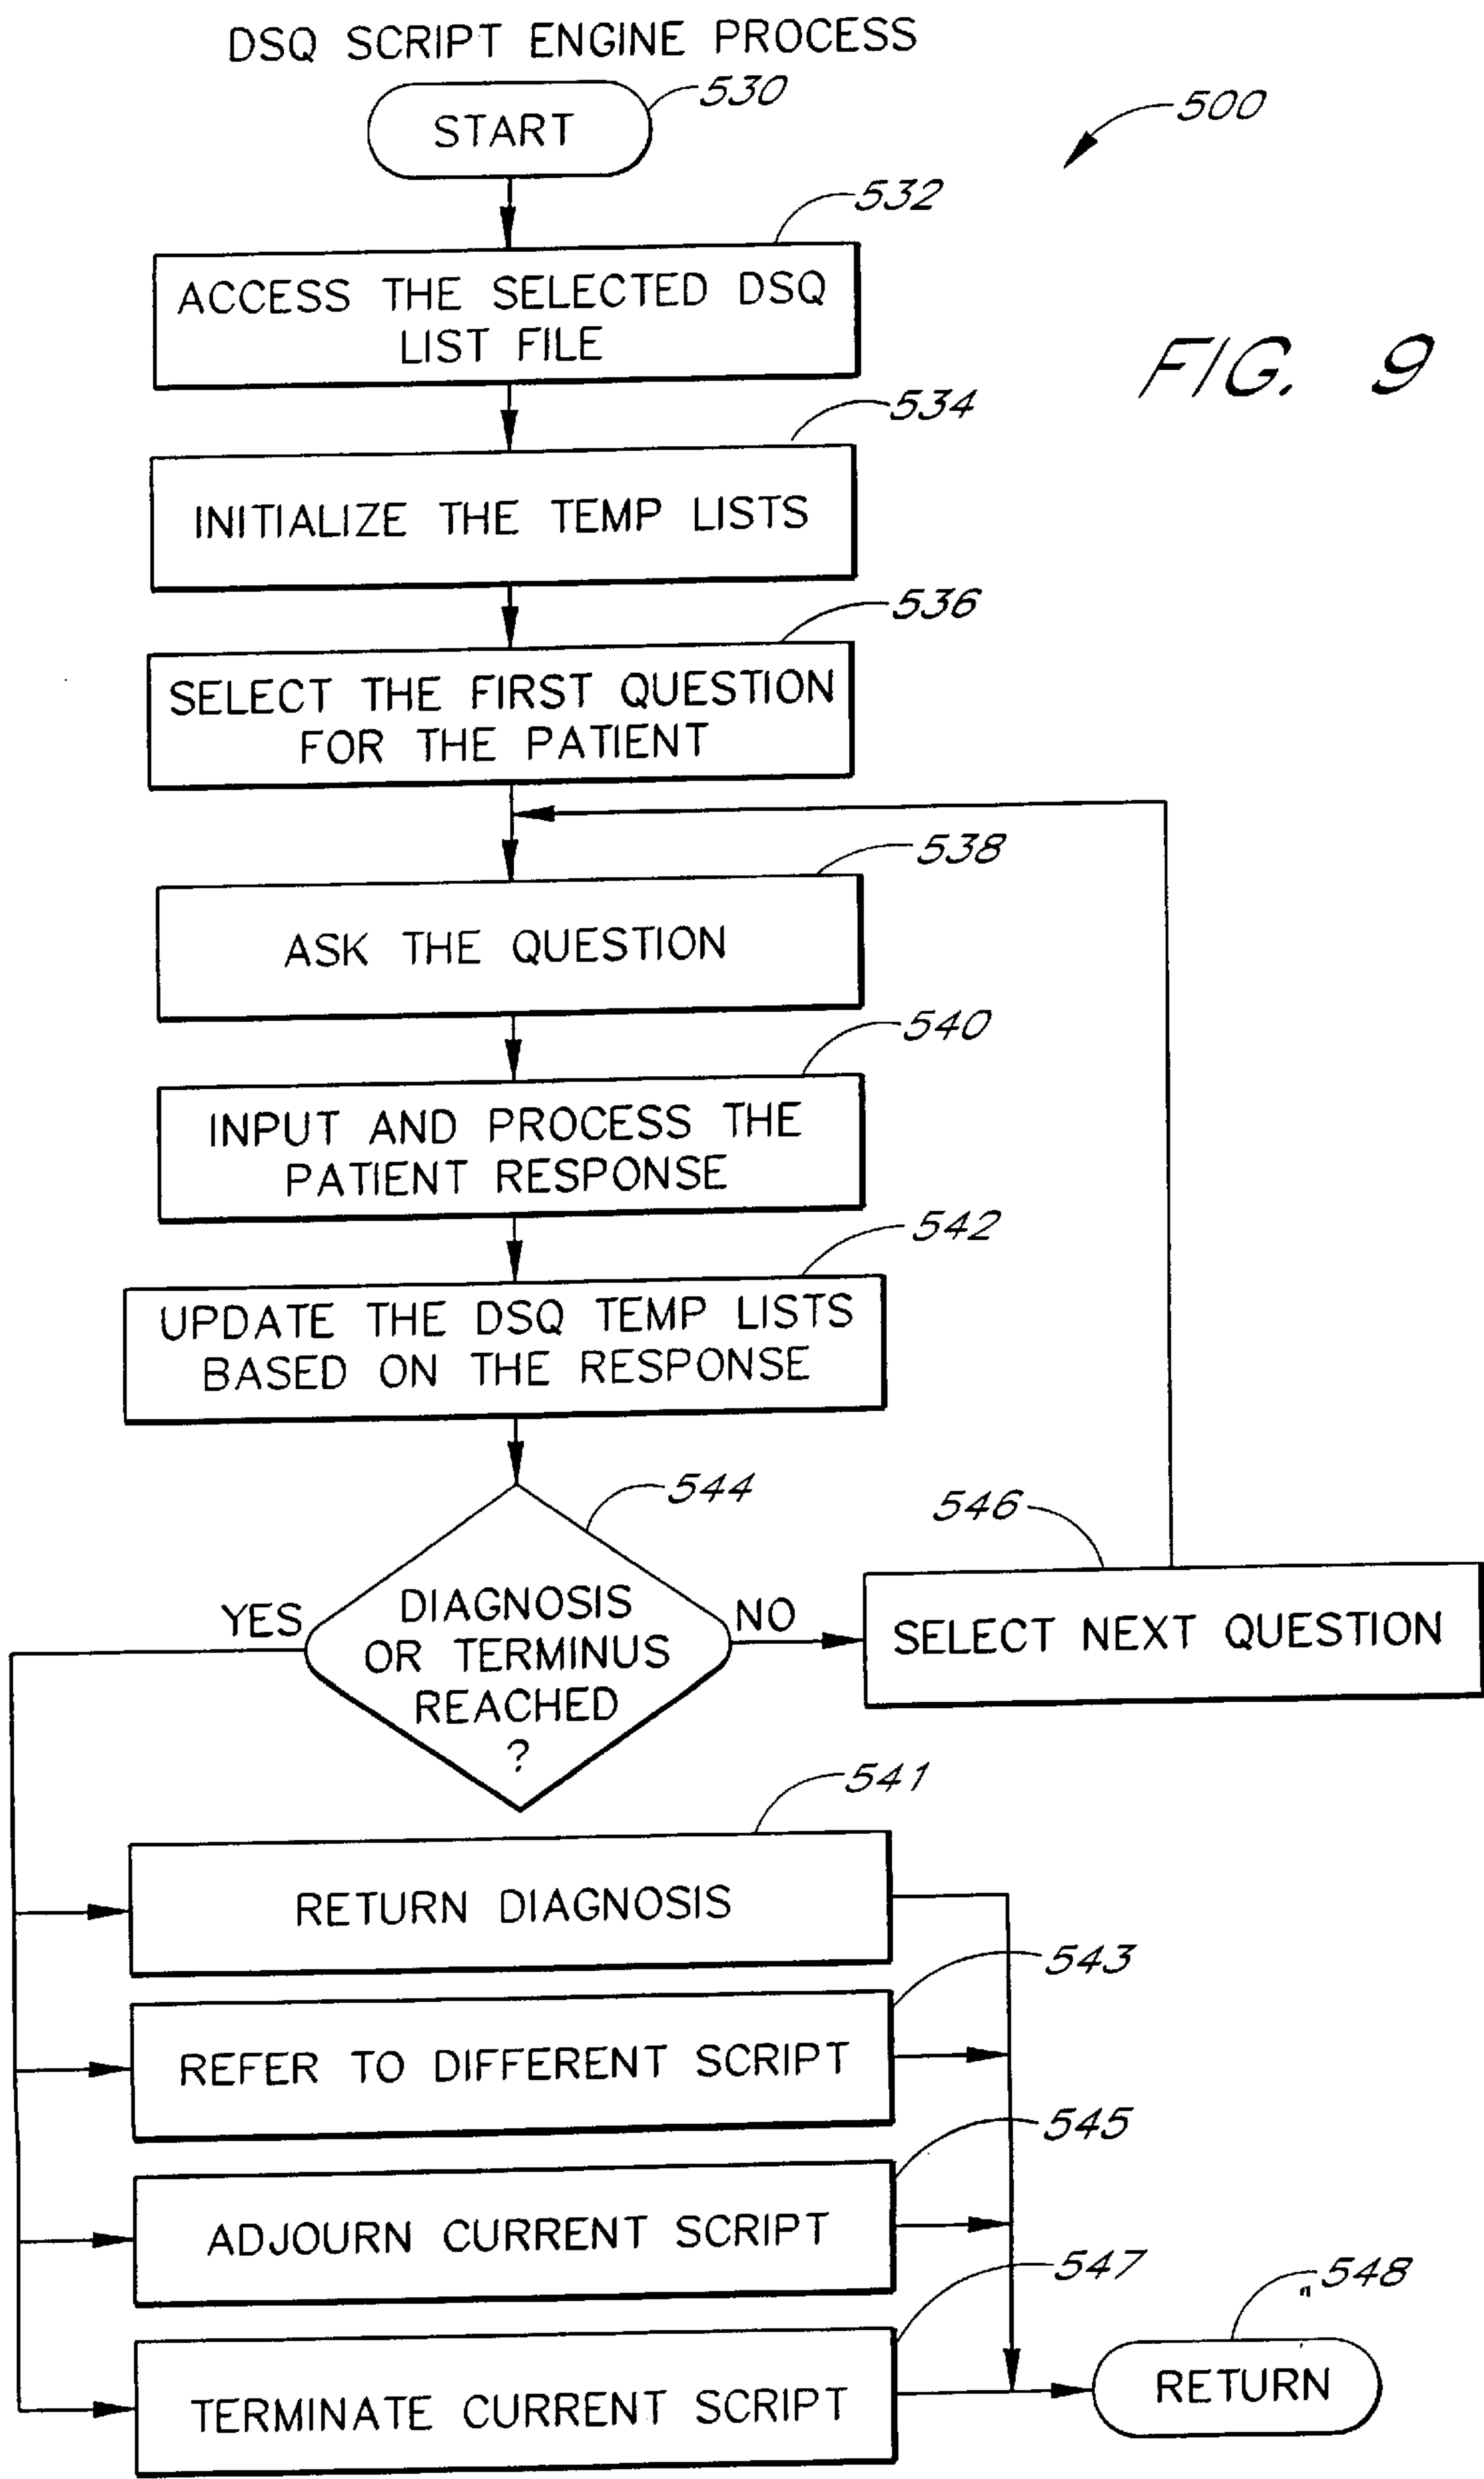 DSQ SCRIPT ENGINE PROCESS
START
530
500
532
ACCESS THE SELECTED DSQ
LIST FILE
FIG. 9
534
INITIALIZE THE TEMP LISTS
536
SELECT THE FIRST QUESTION
FOR THE PATIENT
538
ASK THE QUESTION
540
INPUT AND PROCESS THE
PATIENT RESPONSE
542
UPDATE THE DSQ TEMP LISTS
BASED ON THE RESPONSE
544
546
YES
DIAGNOSIS
OR TERMINUS
REACHED
?
NO
SELECT NEXT QUESTION
541
RETURN DIAGNOSIS
543
REFER TO DIFFERENT SCRIPT
545
ADJOURN CURRENT SCRIPT
547
TERMINATE CURRENT SCRIPT
548
RETURN